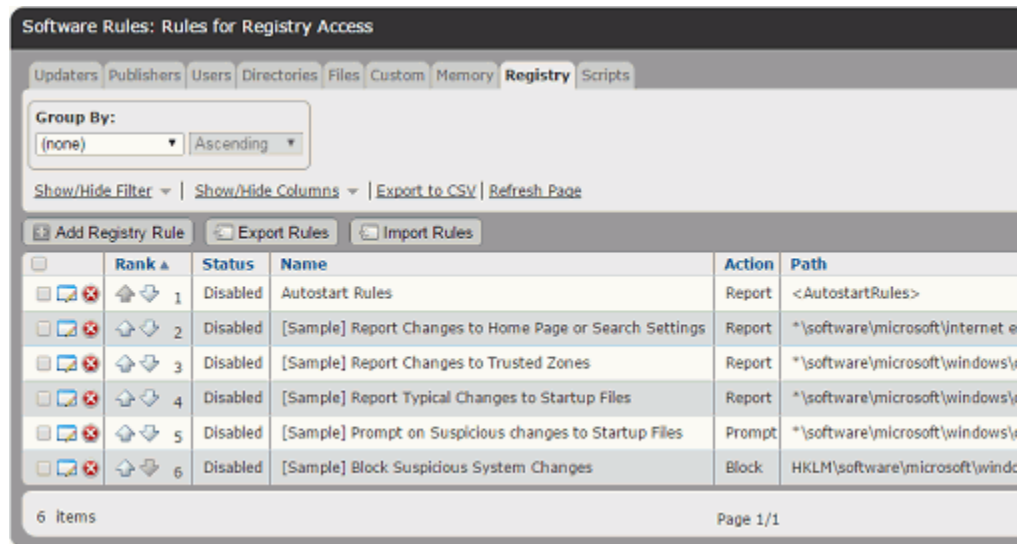 Software Rules: Rules for Registry Access
Updaters Publishers Users Directories Files Custom Memory Registry Scripts
Group By:
(none) Ascending
Show/Hide Filter | Show/Hide Columns | Export to CSV | Refresh Page
Add Registry Rule Export Rules Import Rules
Rank Status Name Action Path
1 Disabled Autostart Rules Report <AutostartRules>
2 Disabled [Sample] Report Changes to Home Page or Search Settings Report *\software\microsoft\internet e
3 Disabled [Sample] Report Changes to Trusted Zones Report *\software\microsoft\windows\
4 Disabled [Sample] Report Typical Changes to Startup Files Report *\software\microsoft\windows\
5 Disabled [Sample] Prompt on Suspicious changes to Startup Files Prompt *\software\microsoft\windows\
6 Disabled [Sample] Block Suspicious System Changes Block HKLM\software\microsoft\windo
6 items Page 1/1